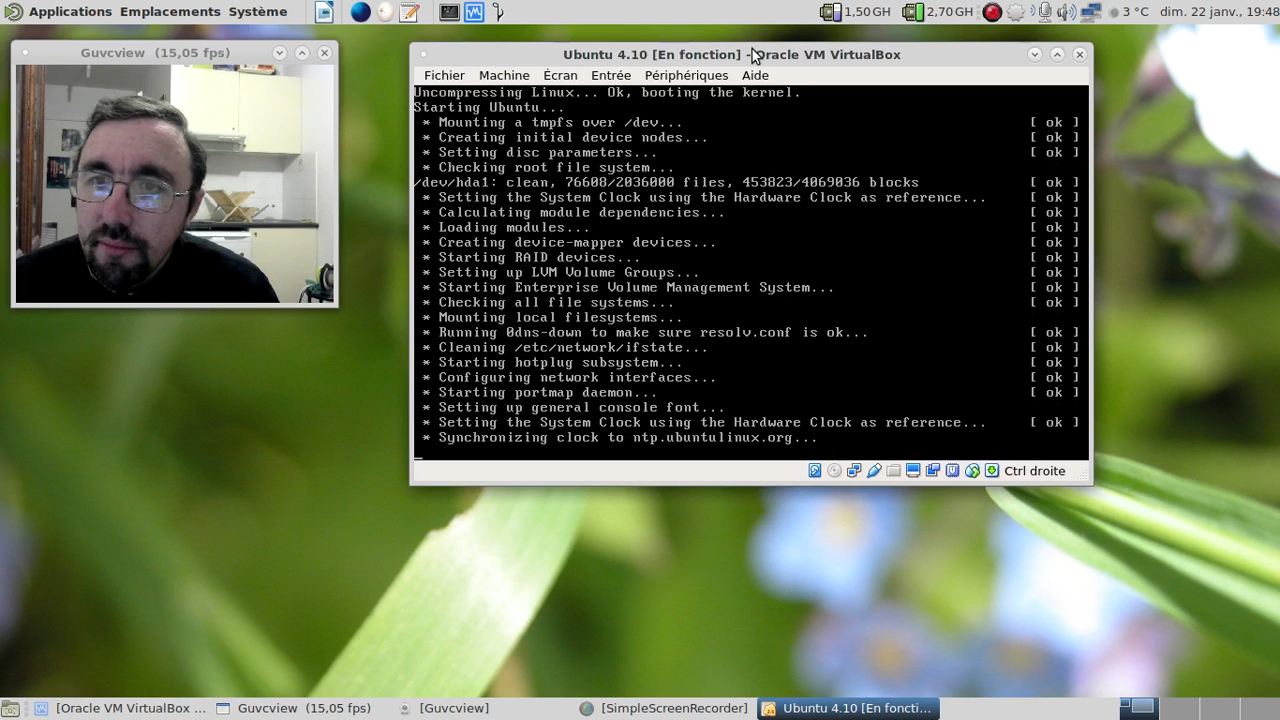 Applications Emplacements Système
1,50GH 2,70 GH 3 °C dim. 22 janv., 19:48
Guvcview (15,05 fps)
Ubuntu 4.10 [En fonction] - Oracle VM VirtualBox
Fichier Machine Écran Entrée Périphériques Aide
Uncompressing Linux... Ok, booting the kernel.
Starting Ubuntu...
* Mounting a tmpfs over /dev... [ ok ]
* Creating initial device nodes... [ ok ]
* Setting disc parameters... [ ok ]
* Checking root file system...
/dev/hda1: clean, 76608/2036000 files, 453823/4069036 blocks [ ok ]
* Setting the System Clock using the Hardware Clock as reference... [ ok ]
* Calculating module dependencies... [ ok ]
* Loading modules... [ ok ]
* Creating device-mapper devices... [ ok ]
* Starting RAID devices... [ ok ]
* Setting up LVM Volume Groups... [ ok ]
* Starting Enterprise Volume Management System... [ ok ]
* Checking all file systems... [ ok ]
* Mounting local filesystems... [ ok ]
* Running 0dns-down to make sure resolv.conf is ok... [ ok ]
* Cleaning /etc/network/ifstate... [ ok ]
* Starting hotplug subsystem... [ ok ]
* Configuring network interfaces... [ ok ]
* Starting portmap daemon... [ ok ]
* Setting up general console font...
* Setting the System Clock using the Hardware Clock as reference... [ ok ]
* Synchronizing clock to ntp.ubuntulinux.org...
_
Ctrl droite
[Oracle VM VirtualBox ... Guvcview (15,05 fps) [Guvcview] [SimpleScreenRecorder] Ubuntu 4.10 [En foncti...